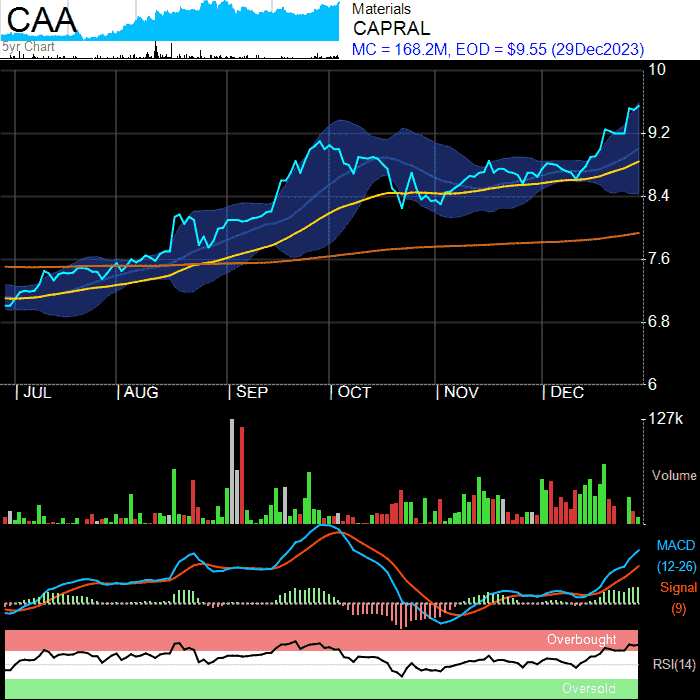 CAA
5yr Chart
Materials
CAPRAL
MC = 168.2M, EOD = $9.55 (29Dec2023)
10
9.2
8.4
7.6
6.8
6
JUL AUG SEP OCT NOV DEC
127k
Volume
MACD
(12-26)
Signal
(9)
Overbought
RSI(14)
Oversold